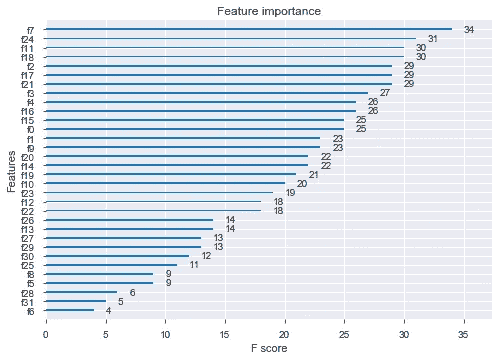 Feature importance
f7 34
f24 31
f11 30
f18 30
f2 29
f17 29
f21 29
f3 27
f4 26
f16 26
f15 25
f0 25
f1 23
f9 23
f20 22
f14 22
f19 21
f10 20
f23 19
f12 18
f22 18
f26 14
f13 14
f27 13
f29 13
f30 12
f25 11
f8 9
f5 9
f28 6
f31 5
f6 4
Features
0 5 10 15 20 25 30 35
F score